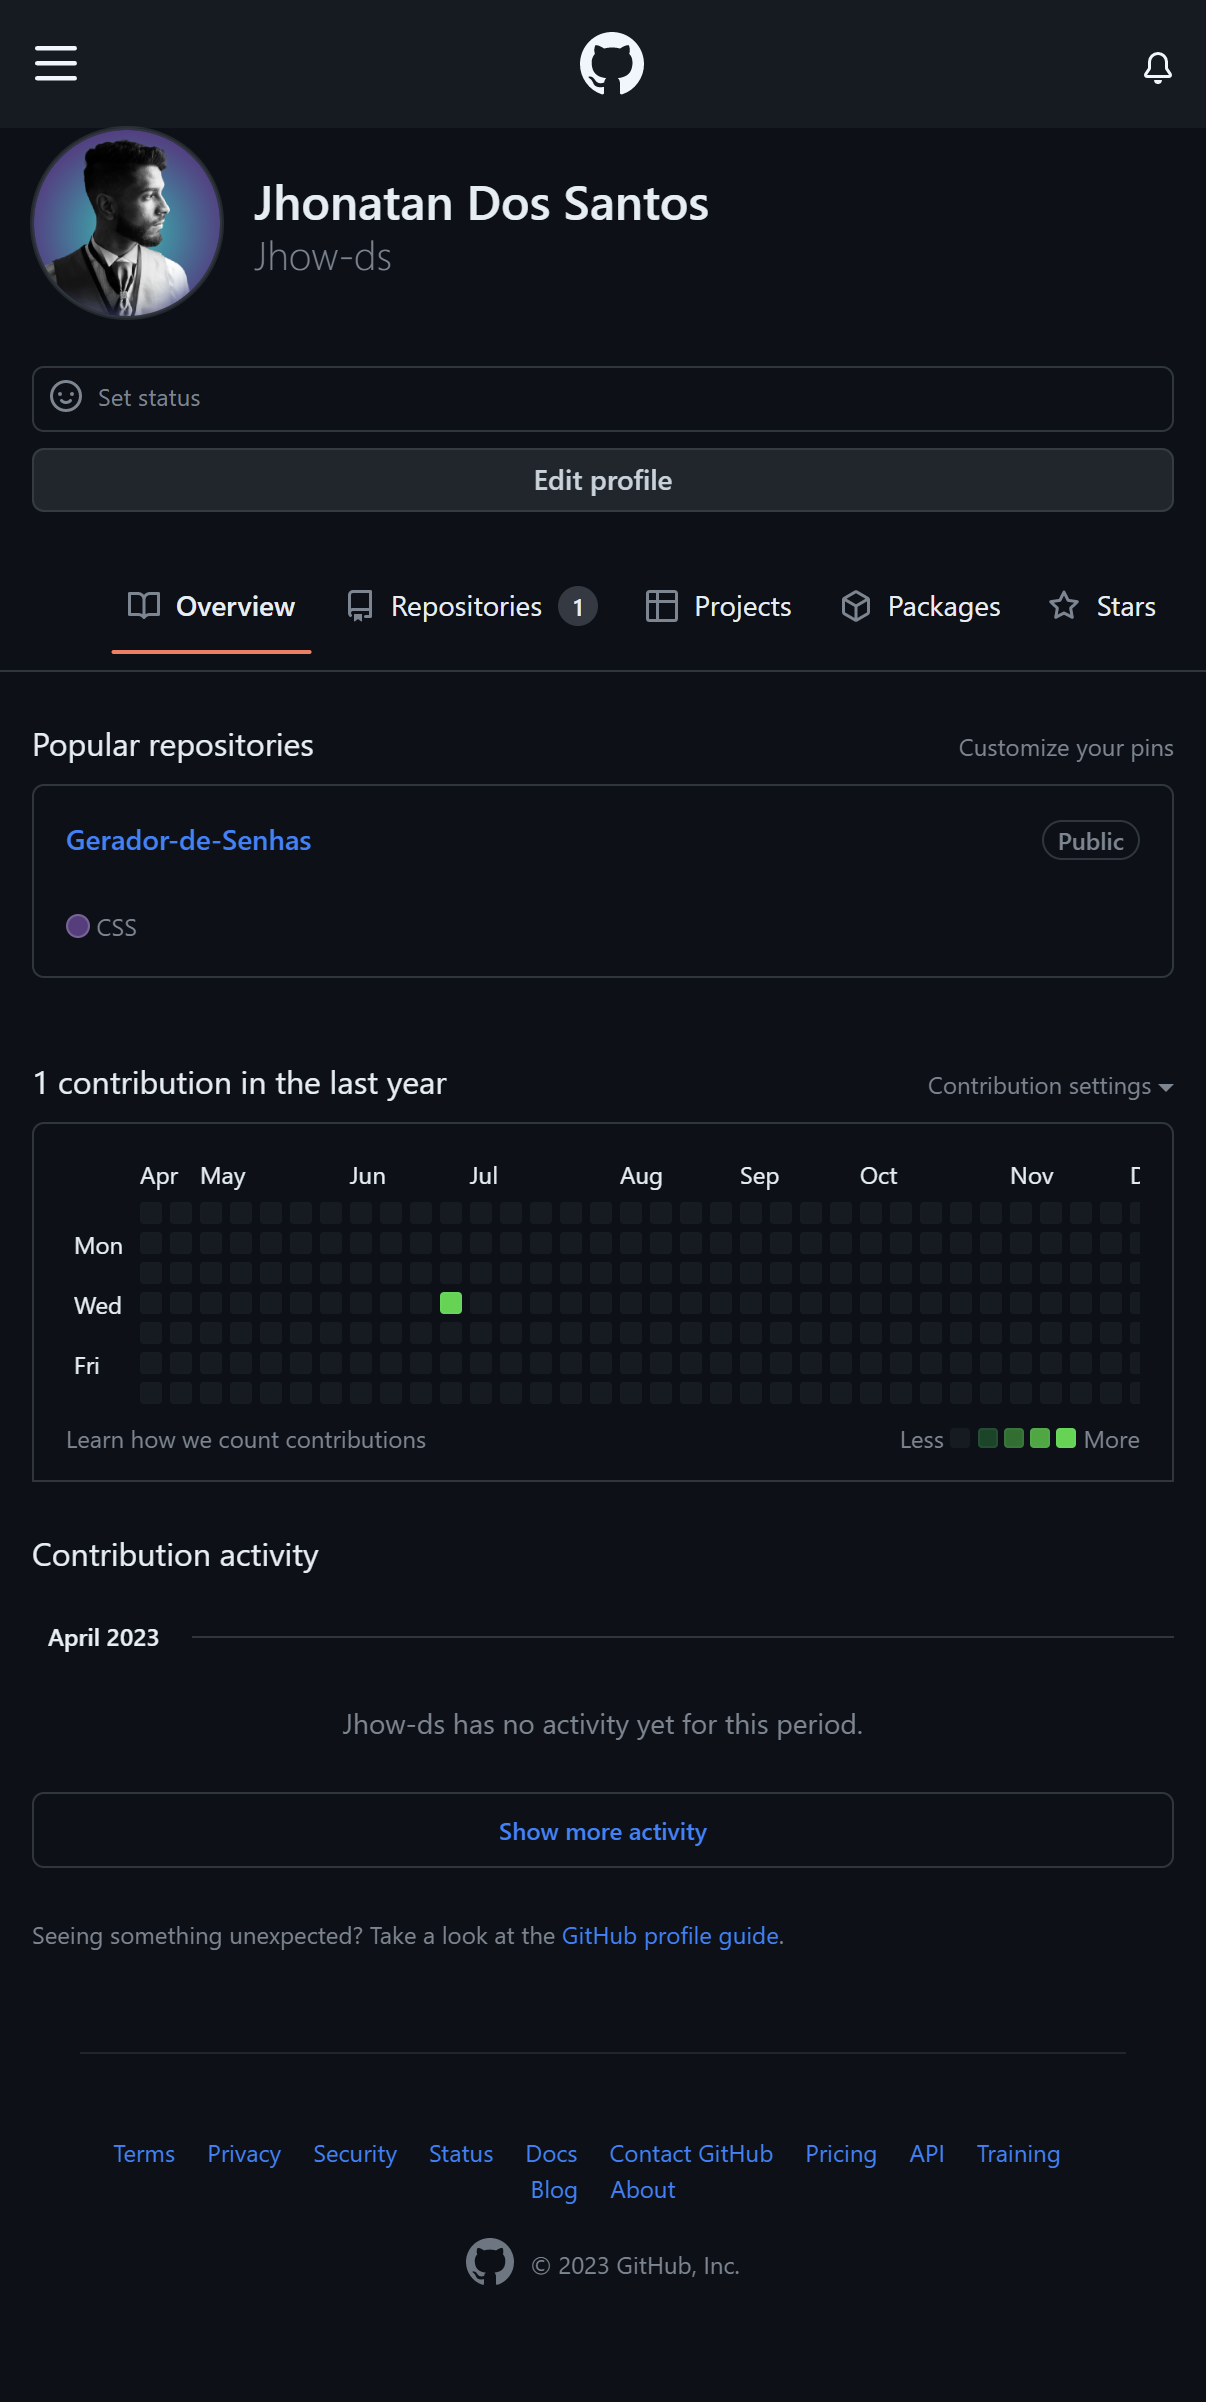 Jhonatan Dos Santos
Jhow-ds
Set status
Edit profile
Overview Repositories 1 Projects Packages Stars
Popular repositories Customize your pins
Gerador-de-Senhas Public
CSS
1 contribution in the last year Contribution settings
Apr May Jun Jul Aug Sep Oct Nov
Mon
Wed
Fri
Learn how we count contributions Less More
Contribution activity
April 2023
Jhow-ds has no activity yet for this period.
Show more activity
Seeing something unexpected? Take a look at the GitHub profile guide.
Terms Privacy Security Status Docs Contact GitHub Pricing API Training
Blog About
© 2023 GitHub, Inc.